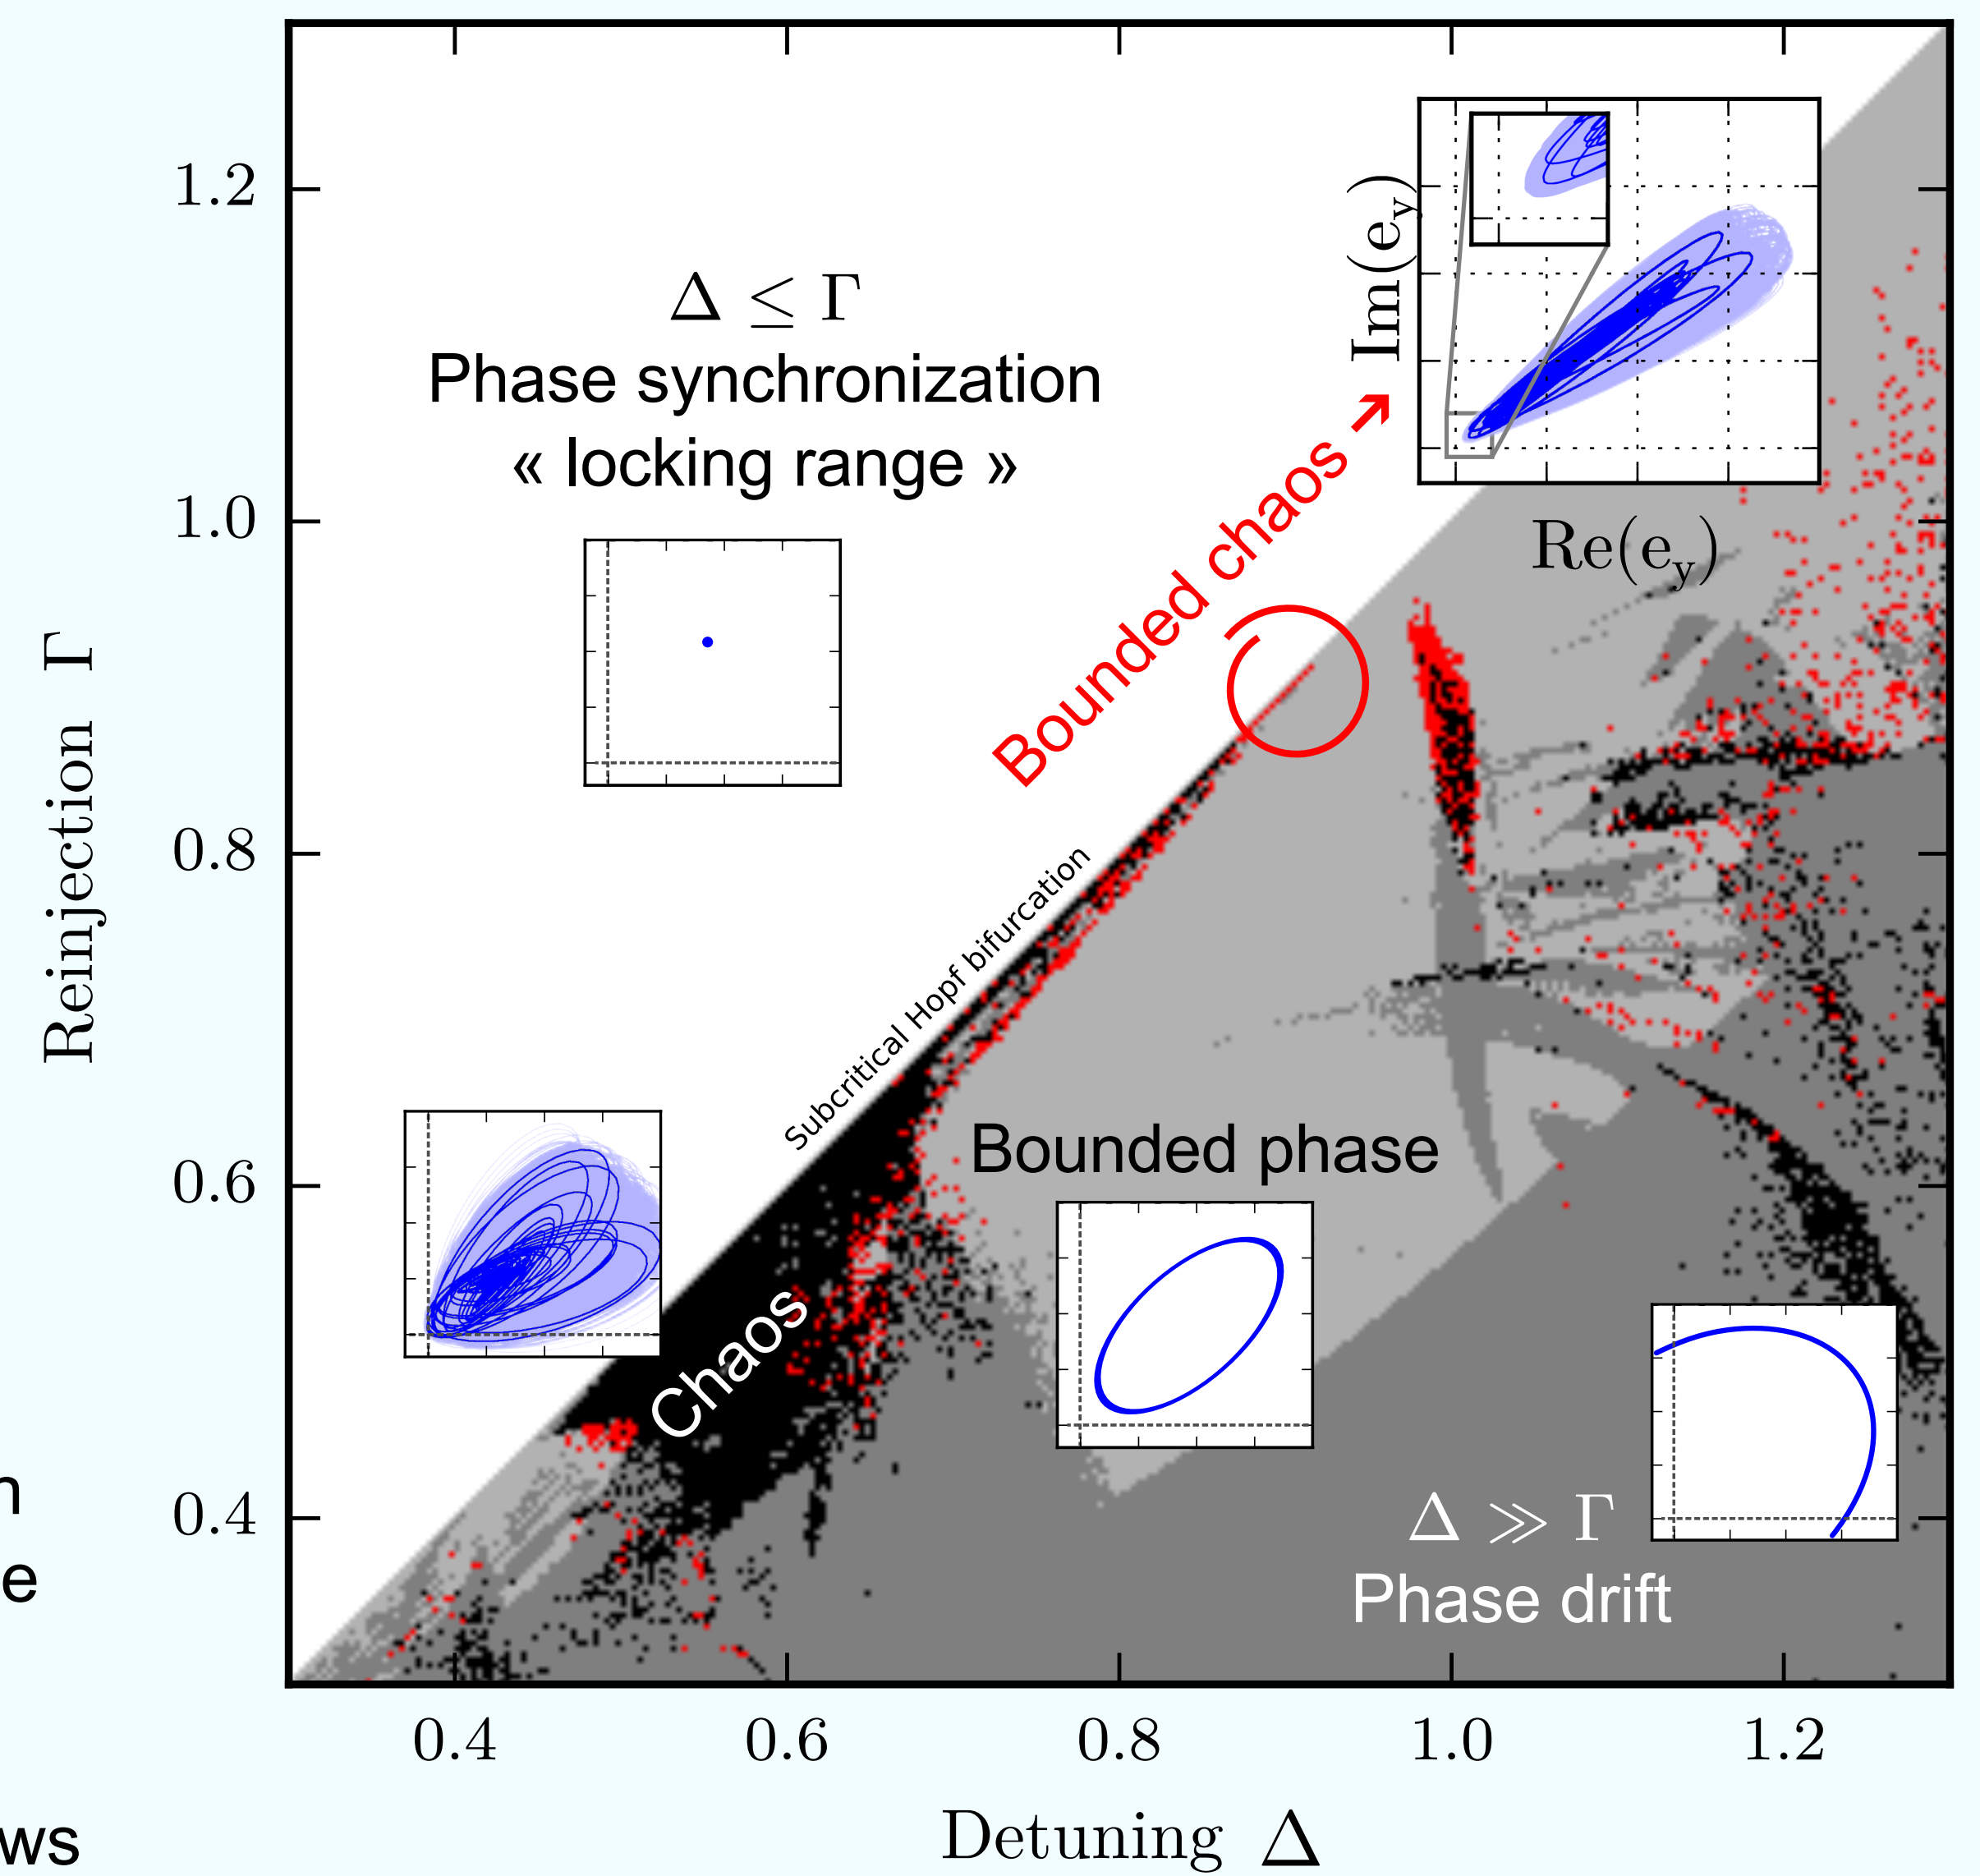 1.2
1.0
0.8
0.6
0.4
Reinjection Γ
Δ ≤ Γ
Phase synchronization
« locking range »
Bounded chaos ➔
Im(e_y)
Re(e_y)
Subcritical Hopf bifurcation
Bounded phase
Chaos
Δ ≫ Γ
Phase drift
0.4 0.6 0.8 1.0 1.2
Detuning Δ
n
e
ws